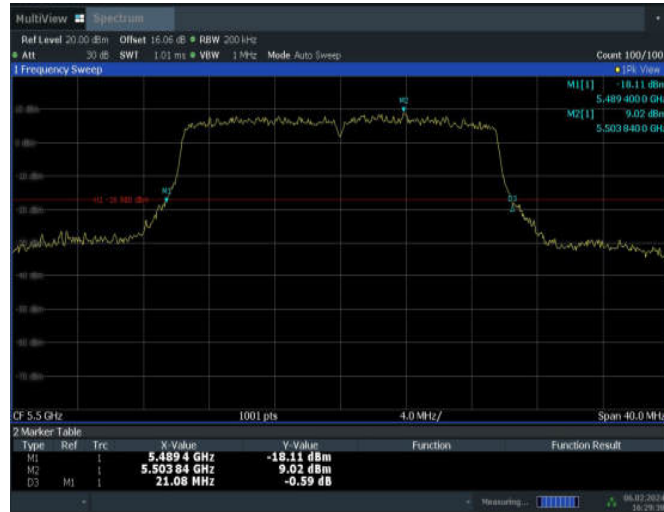 MultiView Spectrum
Ref Level 20.00 dBm Offset 16.06 dB RBW 200 kHz
Att 30 dB SWT 1.01 ms VBW 1 MHz Mode Auto Sweep Count 100/100
1 Frequency Sweep 1Pk View
M1[1] -18.11 dBm
5.489 400 0 GHz
M2[1] 9.02 dBm
5.503 840 0 GHz
M2
M1
D3
CF 5.5 GHz 1001 pts 4.0 MHz/ Span 40.0 MHz
2 Marker Table
Type Ref Trc X-Value Y-Value Function Function Result
M1 1 5.489 4 GHz -18.11 dBm
M2 1 5.503 84 GHz 9.02 dBm
D3 M1 1 21.08 MHz -0.59 dB
Measuring...